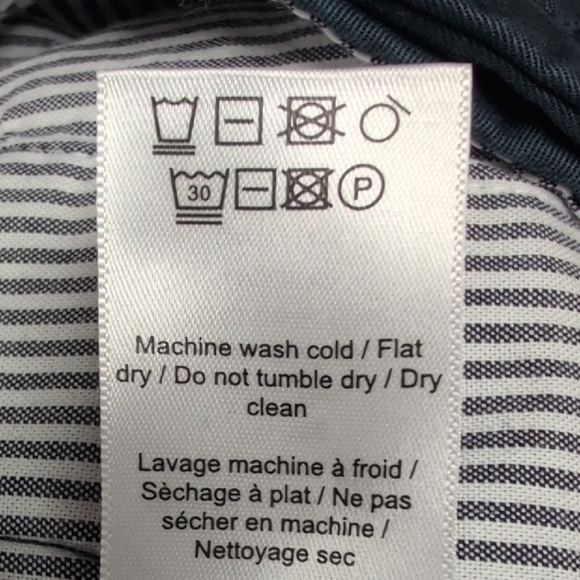 30 P
Machine wash cold / Flat
dry / Do not tumble dry / Dry
clean
Lavage machine à froid /
Sèchage à plat / Ne pas
sécher en machine /
Nettoyage sec